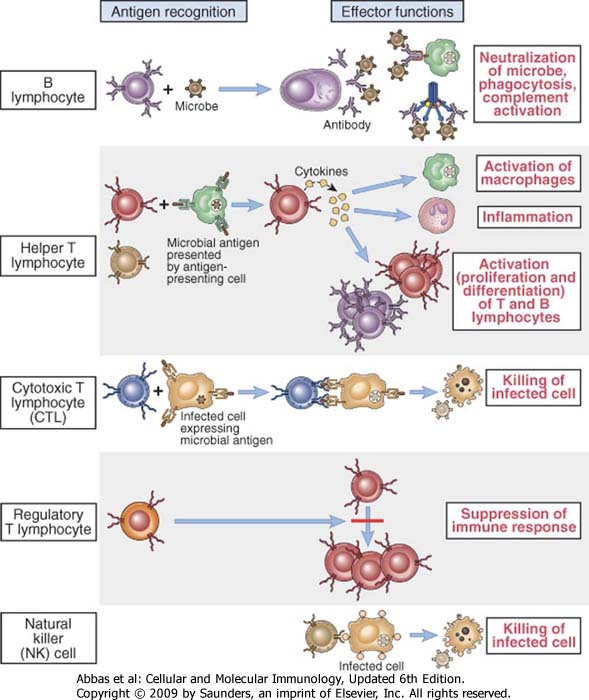 Antigen recognition
Effector functions
B
lymphocyte
+
Microbe
Antibody
Neutralization
of microbe,
phagocytosis,
complement
activation
Helper T
lymphocyte
+
Microbial antigen
presented
by antigen-
presenting cell
Cytokines
Activation of
macrophages
Inflammation
Activation
(proliferation and
differentiation)
of T and B
lymphocytes
Cytotoxic T
lymphocyte
(CTL)
+
Infected cell
expressing
microbial antigen
Killing of
infected cell
Regulatory
T lymphocyte
Suppression of
immune response
Natural
killer
(NK) cell
Infected cell
Killing of
infected cell
Abbas et al: Cellular and Molecular Immunology, Updated 6th Edition.
Copyright © 2009 by Saunders, an imprint of Elsevier, Inc. All rights reserved.